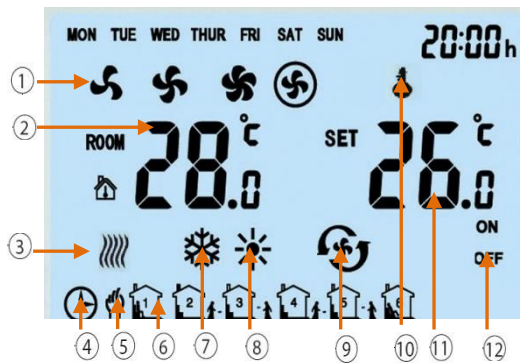 MON TUE WED THUR FRI SAT SUN 20:00h
1
2 ROOM 28.0 °C SET 26.0 °C
ON
3 OFF
1 2 3 4 5 6
4 5 6 7 8 9 10 11 12